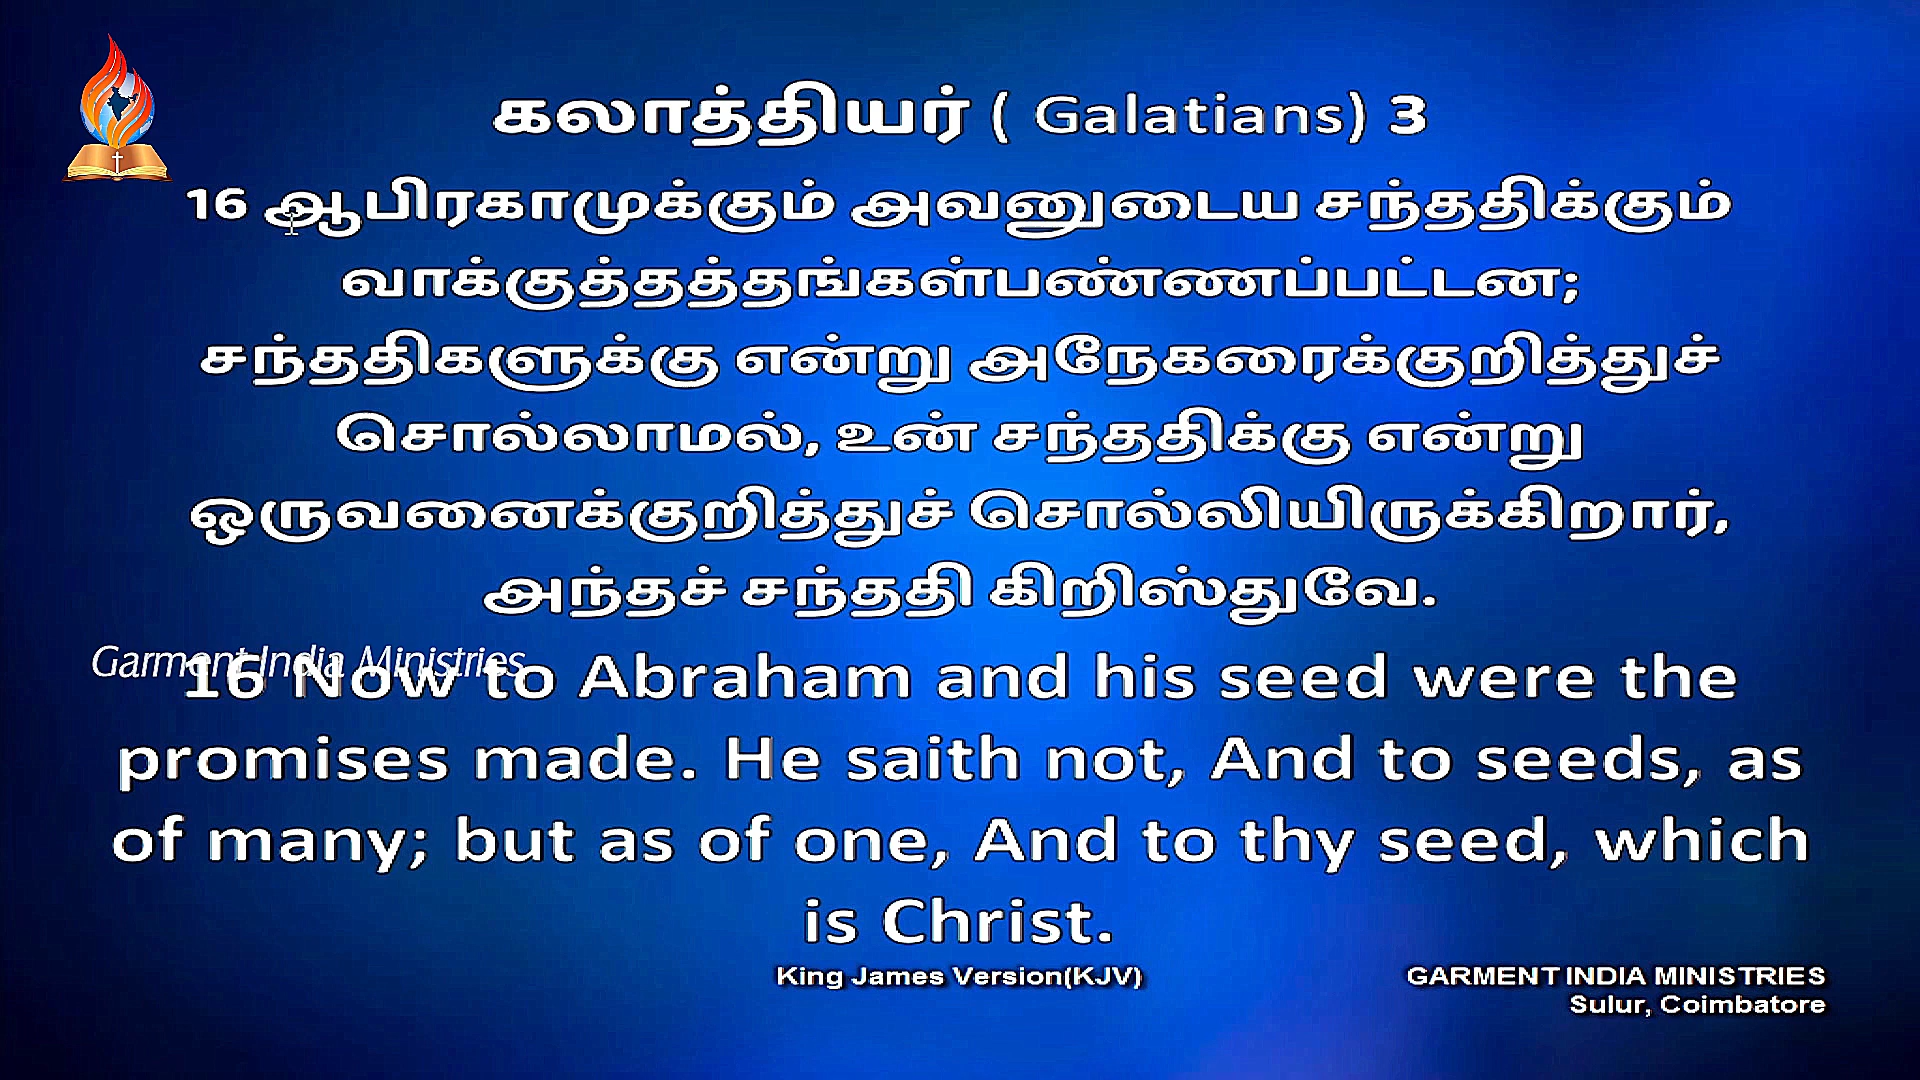 கலாத்தியர் ( Galatians) 3
16 ஆபிரகாமுக்கும் அவனுடைய சந்ததிக்கும்
வாக்குத்தத்தங்கள்பண்ணப்பட்டன;
சந்ததிகளுக்கு என்று அநேகரைக்குறித்துச்
சொல்லாமல், உன் சந்ததிக்கு என்று
ஒருவனைக்குறித்துச் சொல்லியிருக்கிறார்,
அந்தச் சந்ததி கிறிஸ்துவே.
Garment India Ministries
16 Now to Abraham and his seed were the
promises made. He saith not, And to seeds, as
of many; but as of one, And to thy seed, which
is Christ.
King James Version(KJV)
GARMENT INDIA MINISTRIES
Sulur, Coimbatore